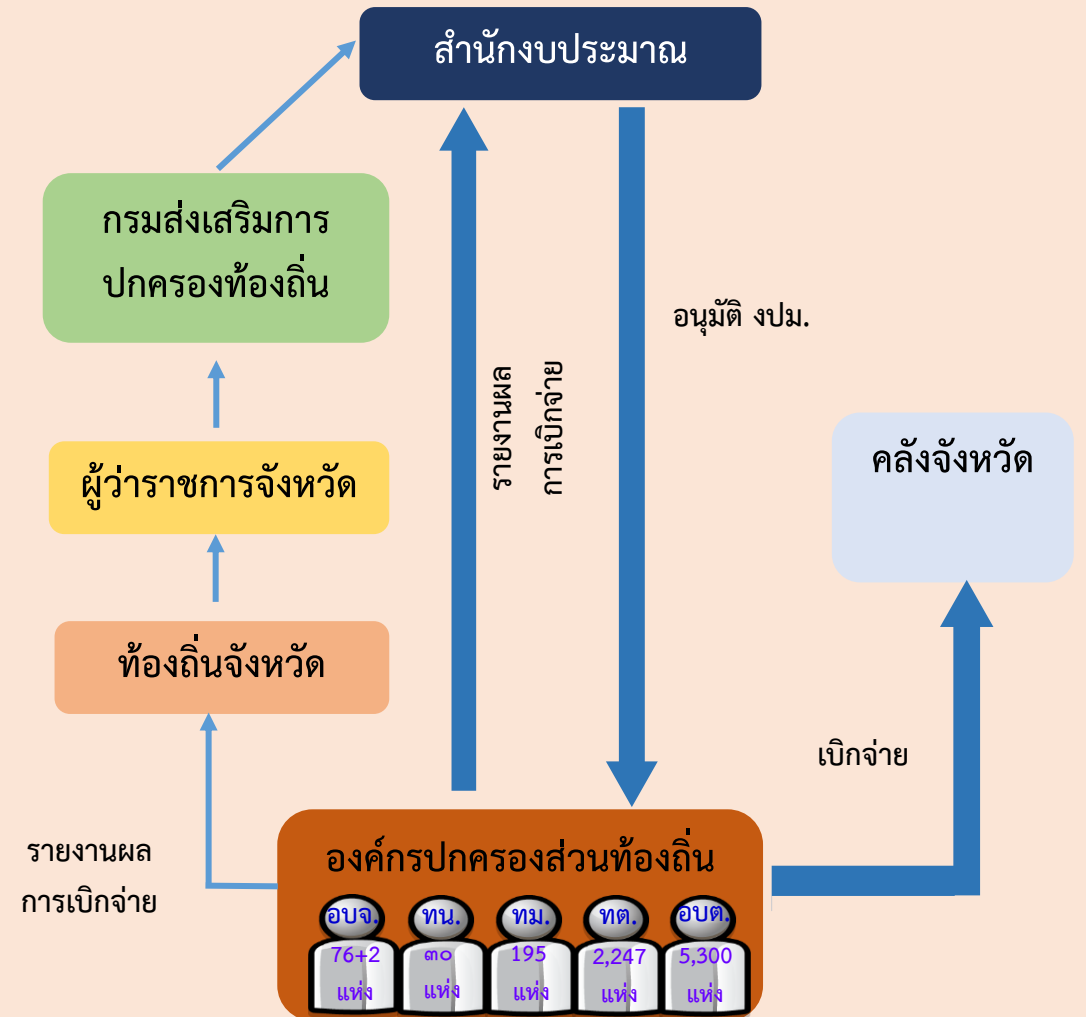 สำนักงบประมาณ
กรมส่งเสริมการ
ปกครองท้องถิ่น
อนุมัติ งปม.
รายงานผล
การเบิกจ่าย
คลังจังหวัด
ผู้ว่าราชการจังหวัด
ท้องถิ่นจังหวัด
เบิกจ่าย
รายงานผล
การเบิกจ่าย
องค์กรปกครองส่วนท้องถิ่น
อบจ. ทน. ทม. ทต. อบต.
76+2 ๓๐ 195 2,247 5,300
แห่ง แห่ง แห่ง แห่ง แห่ง